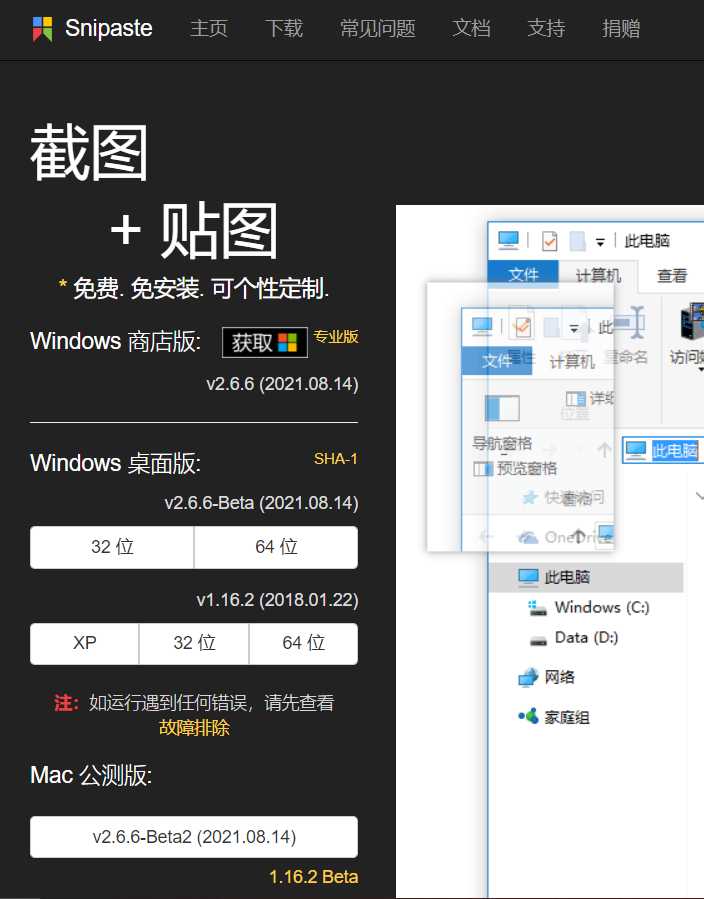 Snipaste 主页 下载 常见问题 文档 支持 捐赠
截图
+ 贴图
* 免费. 免安装. 可个性定制.
Windows 商店版: 获取 专业版
v2.6.6 (2021.08.14)
Windows 桌面版: SHA-1
v2.6.6-Beta (2021.08.14)
32 位 64 位
v1.16.2 (2018.01.22)
XP 32 位 64 位
注: 如运行遇到任何错误，请先查看
故障排除
Mac 公测版:
v2.6.6-Beta2 (2021.08.14)
1.16.2 Beta
此电脑
文件 计算机 查看
此
属性 重命名 访问
文件 计算机
位置
导航窗格
预览窗格
此电脑
快速访问
OneDrive
此电脑
Windows (C:)
Data (D:)
网络
家庭组